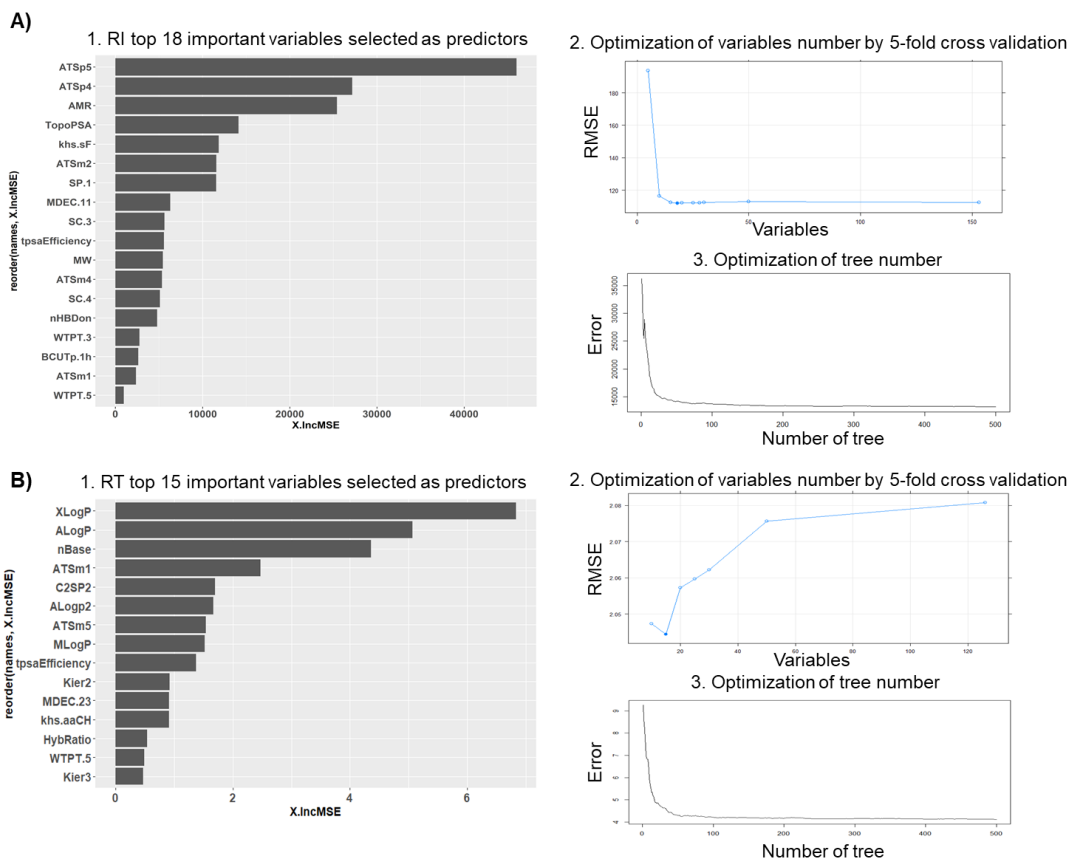 A)
1. RI top 18 important variables selected as predictors
reorder(names, X.IncMSE)
ATSp5
ATSp4
AMR
TopoPSA
khs.sF
ATSm2
SP.1
MDEC.11
SC.3
tpsaEfficiency
MW
ATSm4
SC.4
nHBDon
WTPT.3
BCUTp.1h
ATSm1
WTPT.5
0 10000 20000 30000 40000
X.IncMSE
2. Optimization of variables number by 5-fold cross validation
RMSE
180
160
140
120
0 50 100 150
Variables
3. Optimization of tree number
Error
35000
30000
25000
20000
15000
0 100 200 300 400 500
Number of tree
B)
1. RT top 15 important variables selected as predictors
reorder(names, X.IncMSE)
XLogP
ALogP
nBase
ATSm1
C2SP2
ALogp2
ATSm5
MLogP
tpsaEfficiency
Kier2
MDEC.23
khs.aaCH
HybRatio
WTPT.5
Kier3
0 2 4 6
X.IncMSE
2. Optimization of variables number by 5-fold cross validation
RMSE
2.08
2.07
2.06
2.05
20 40 60 80 100 120
Variables
3. Optimization of tree number
Error
9
8
7
6
5
4
0 100 200 300 400 500
Number of tree